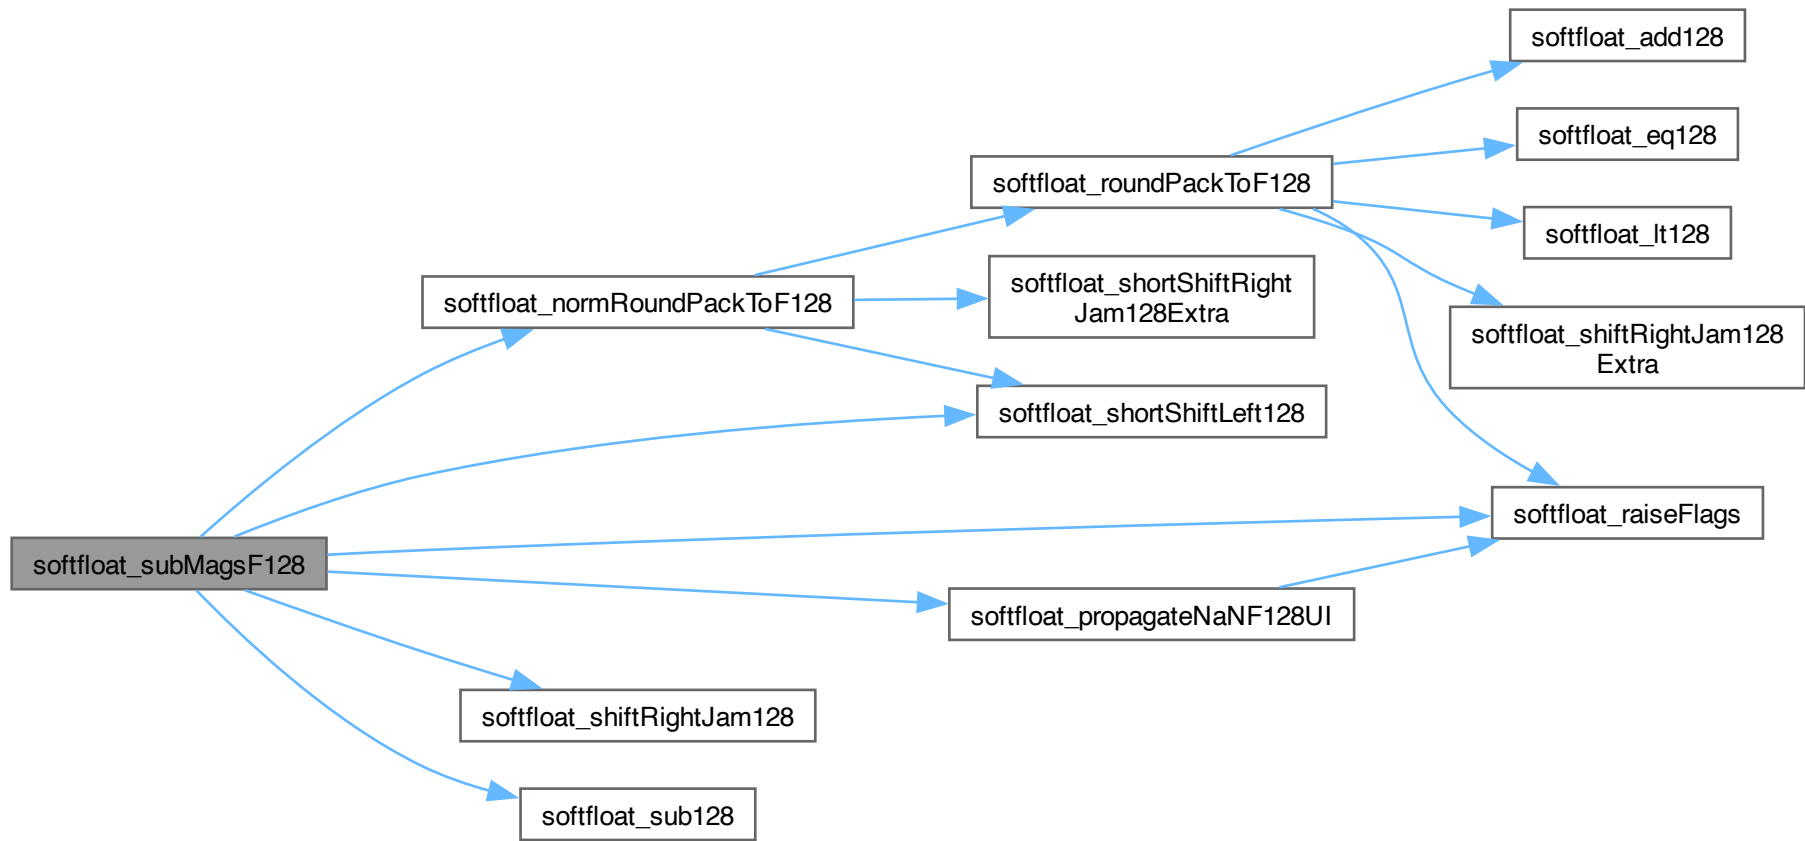 softfloat_add128
softfloat_eq128
softfloat_roundPackToF128
softfloat_lt128
softfloat_shortShiftRight
Jam128Extra
softfloat_normRoundPackToF128
softfloat_shiftRightJam128
Extra
softfloat_shortShiftLeft128
softfloat_raiseFlags
softfloat_subMagsF128
softfloat_propagateNaNF128UI
softfloat_shiftRightJam128
softfloat_sub128